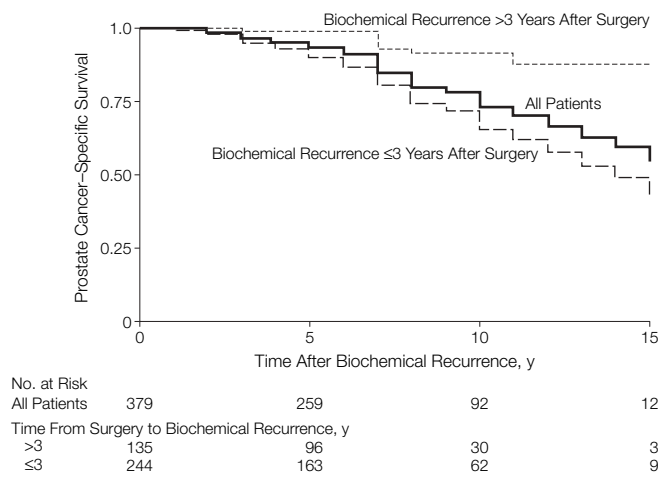 Biochemical Recurrence >3 Years After Surgery
1.0
0.75
All Patients
Biochemical Recurrence ≤3 Years After Surgery
0.50
0.25
0
Prostate Cancer–Specific Survival
0 5 10 15
Time After Biochemical Recurrence, y
No. at Risk
All Patients 379 259 92 12
Time From Surgery to Biochemical Recurrence, y
>3 135 96 30 3
≤3 244 163 62 9